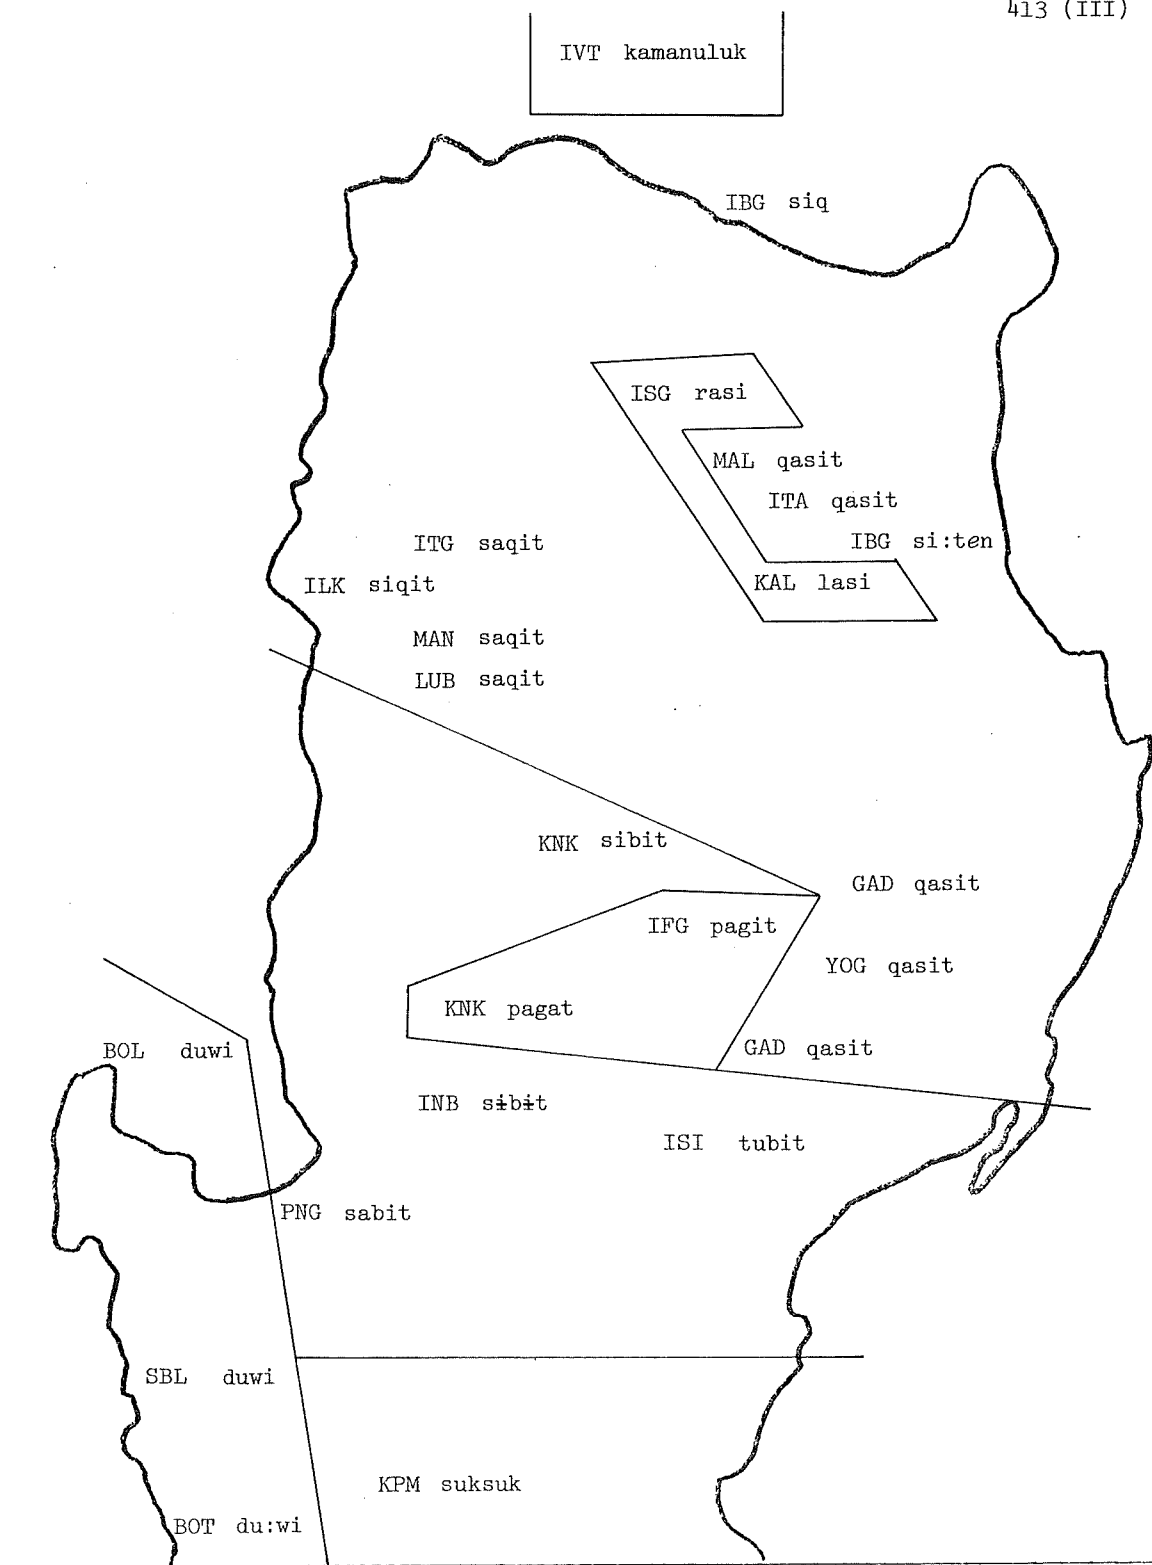 413 (III)
IVT kamanuluk
IBG siq
ISG rasi
MAL qasit
ITA qasit
IBG si:ten
ITG saqit
KAL lasi
ILK siqit
MAN saqit
LUB saqit
KNK sibit
GAD qasit
IFG pagit
YOG qasit
KNK pagat
GAD qasit
BOL duwi
INB sɨbɨt
ISI tubit
PNG sabit
SBL duwi
KPM suksuk
BOT du:wi